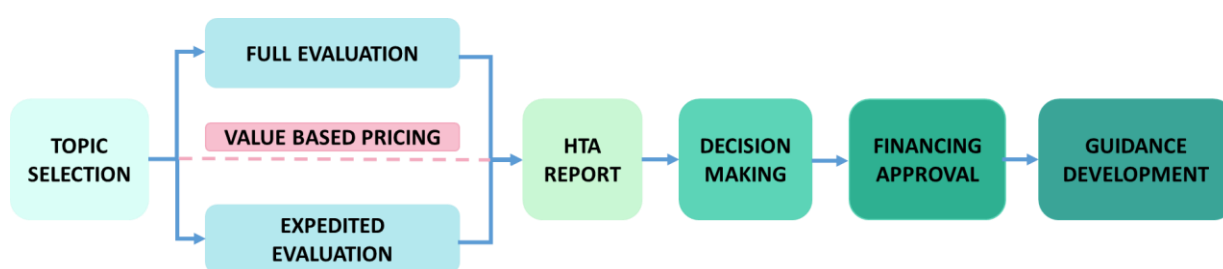 TOPIC
SELECTION
FULL EVALUATION
VALUE BASED PRICING
EXPEDITED
EVALUATION
HTA
REPORT
DECISION
MAKING
FINANCING
APPROVAL
GUIDANCE
DEVELOPMENT